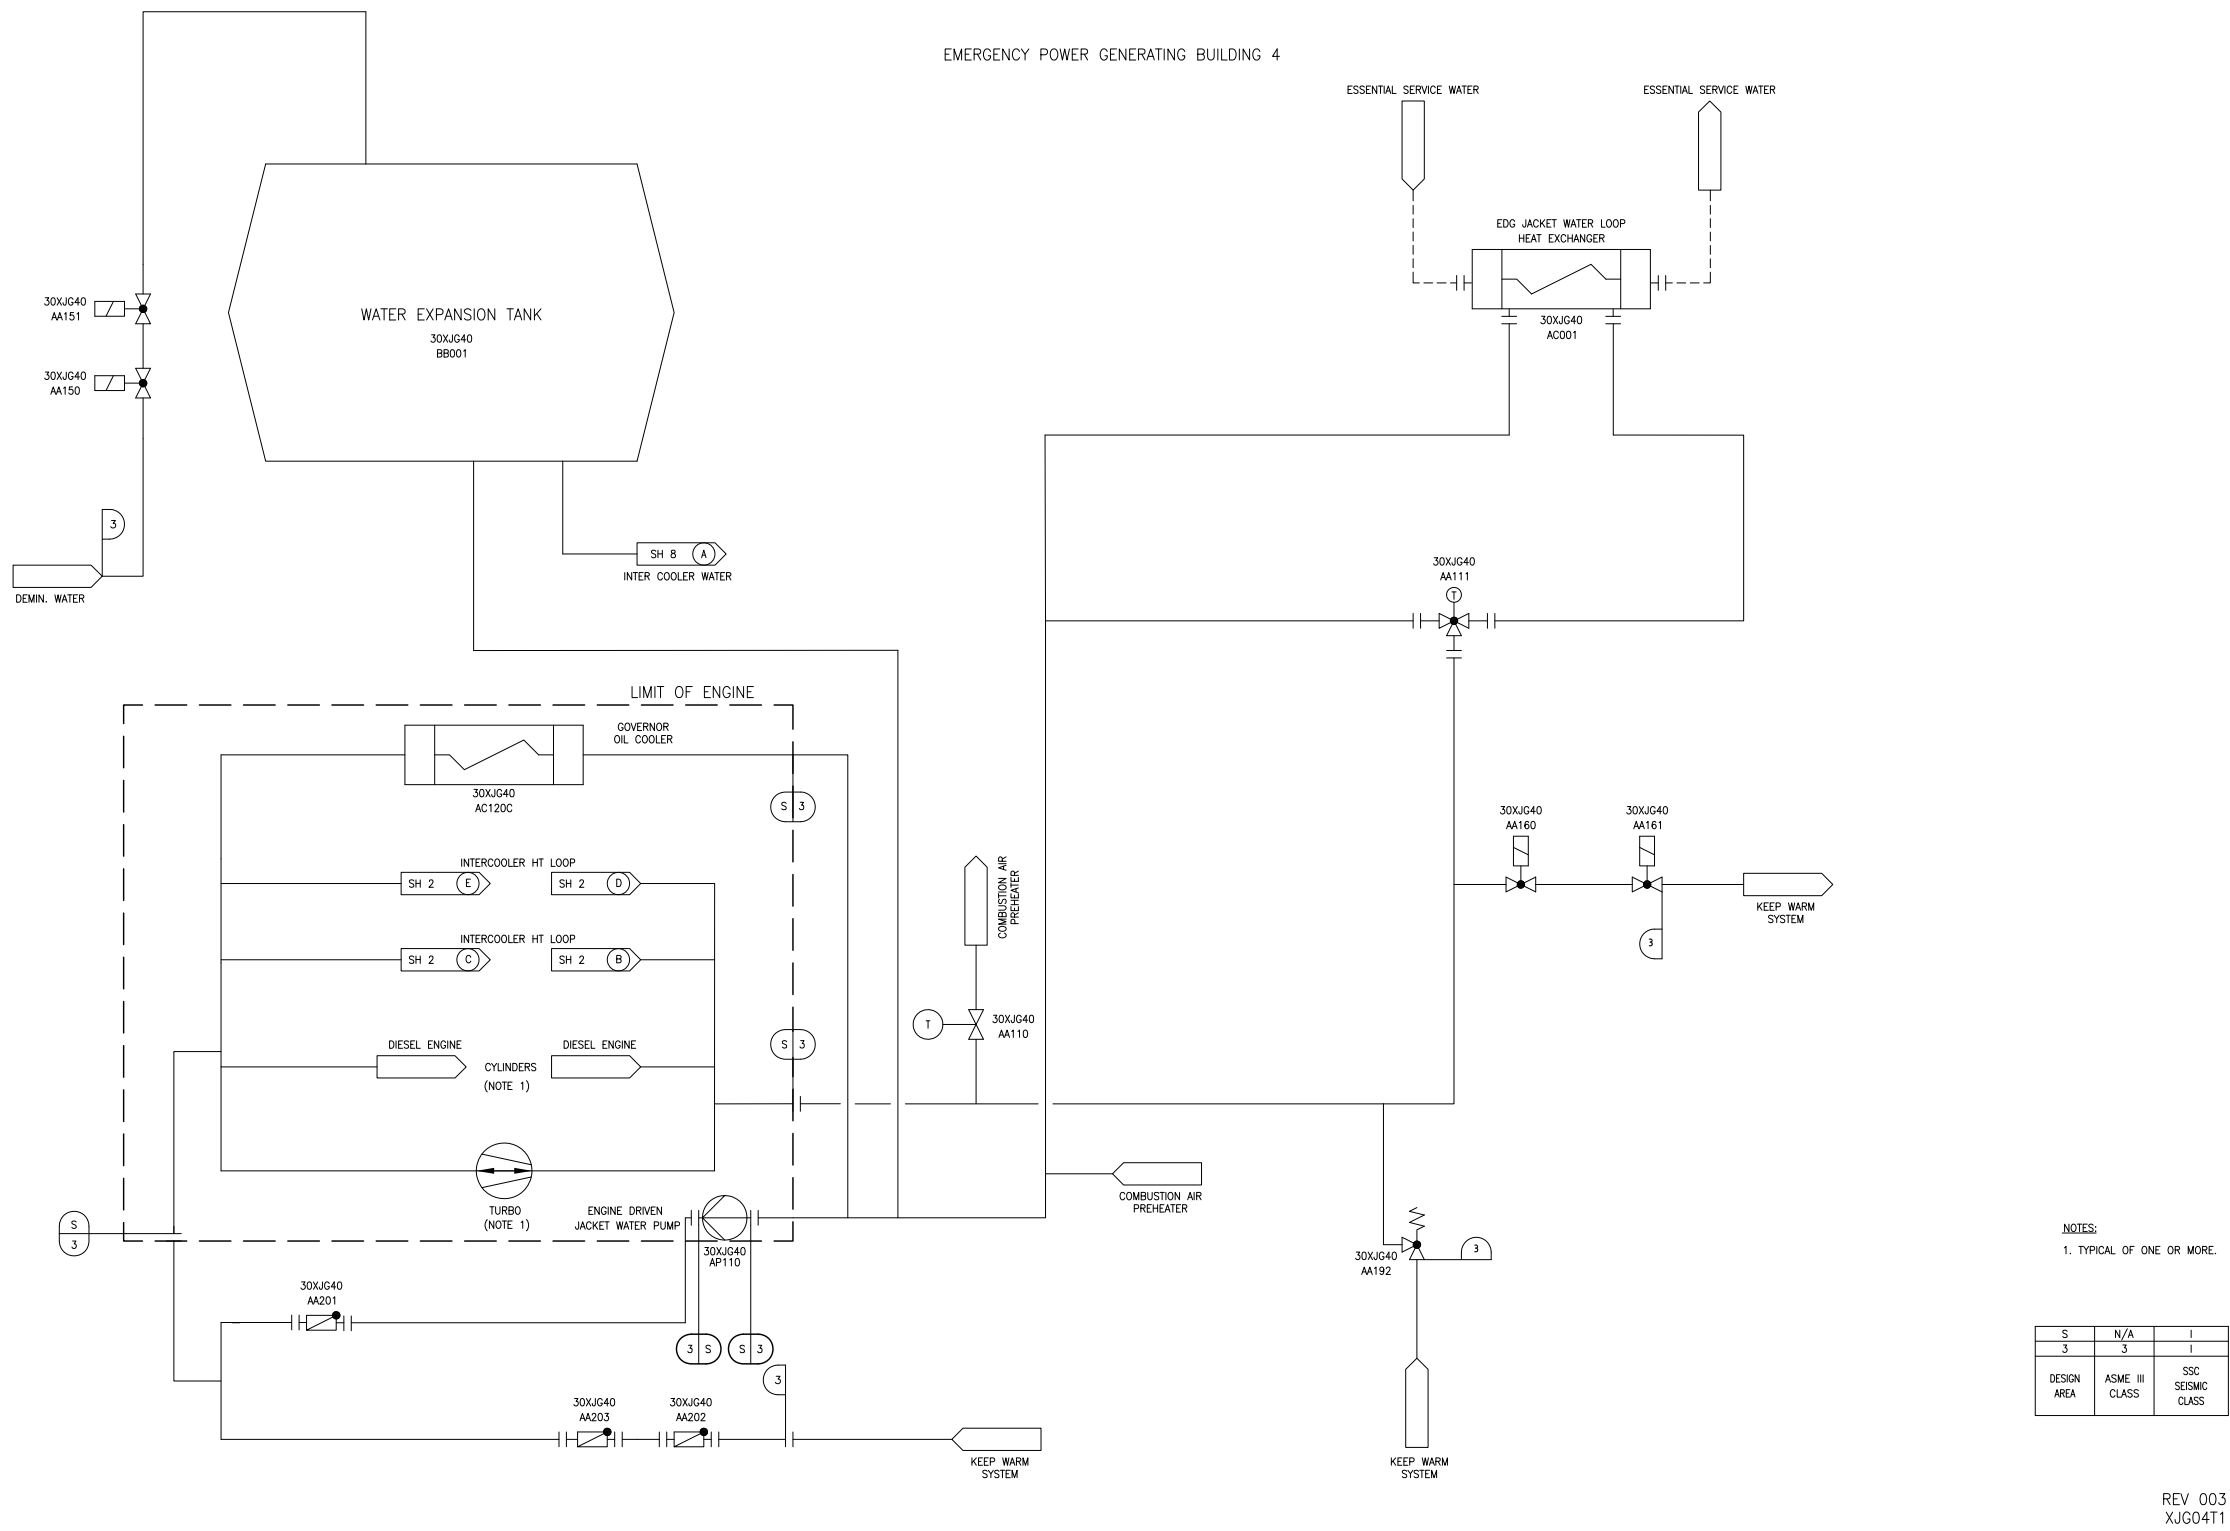 EMERGENCY POWER GENERATING BUILDING 4
ESSENTIAL SERVICE WATER
ESSENTIAL SERVICE WATER
EDG JACKET WATER LOOP
HEAT EXCHANGER
30XJG40
AC001
30XJG40
AA151
30XJG40
AA150
WATER EXPANSION TANK
30XJG40
BB001
3
DEMIN. WATER
SH 8 A
INTER COOLER WATER
30XJG40
AA111
T
LIMIT OF ENGINE
GOVERNOR
OIL COOLER
30XJG40
AC120C
S 3
INTERCOOLER HT LOOP
SH 2 E
SH 2 D
INTERCOOLER HT LOOP
SH 2 C
SH 2 B
S 3
DIESEL ENGINE
DIESEL ENGINE
CYLINDERS
(NOTE 1)
TURBO
(NOTE 1)
ENGINE DRIVEN
JACKET WATER PUMP
30XJG40
AP110
S
3
COMBUSTION AIR
PREHEATER
T
30XJG40
AA110
30XJG40
AA160
30XJG40
AA161
3
KEEP WARM
SYSTEM
COMBUSTION AIR
PREHEATER
30XJG40
AA192
3
KEEP WARM
SYSTEM
30XJG40
AA201
3 S
S 3
3
30XJG40
AA203
30XJG40
AA202
KEEP WARM
SYSTEM
NOTES:
1. TYPICAL OF ONE OR MORE.
S N/A I
3 3 I
DESIGN
AREA
ASME III
CLASS
SSC
SEISMIC
CLASS
REV 003
XJG04T1